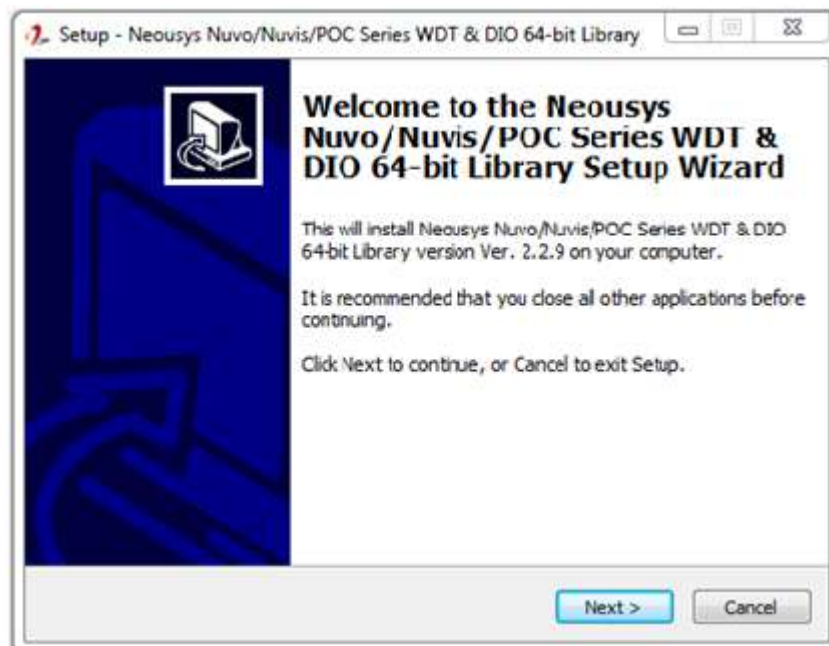 Setup - Neousys Nuvo/Nuvis/POC Series WDT & DIO 64-bit Library
Welcome to the Neousys
Nuvo/Nuvis/POC Series WDT &
DIO 64-bit Library Setup Wizard
This will install Neousys Nuvo/Nuvis/POC Series WDT & DIO
64-bit Library version Ver. 2.2.9 on your computer.
It is recommended that you close all other applications before
continuing.
Click Next to continue, or Cancel to exit Setup.
Next >
Cancel